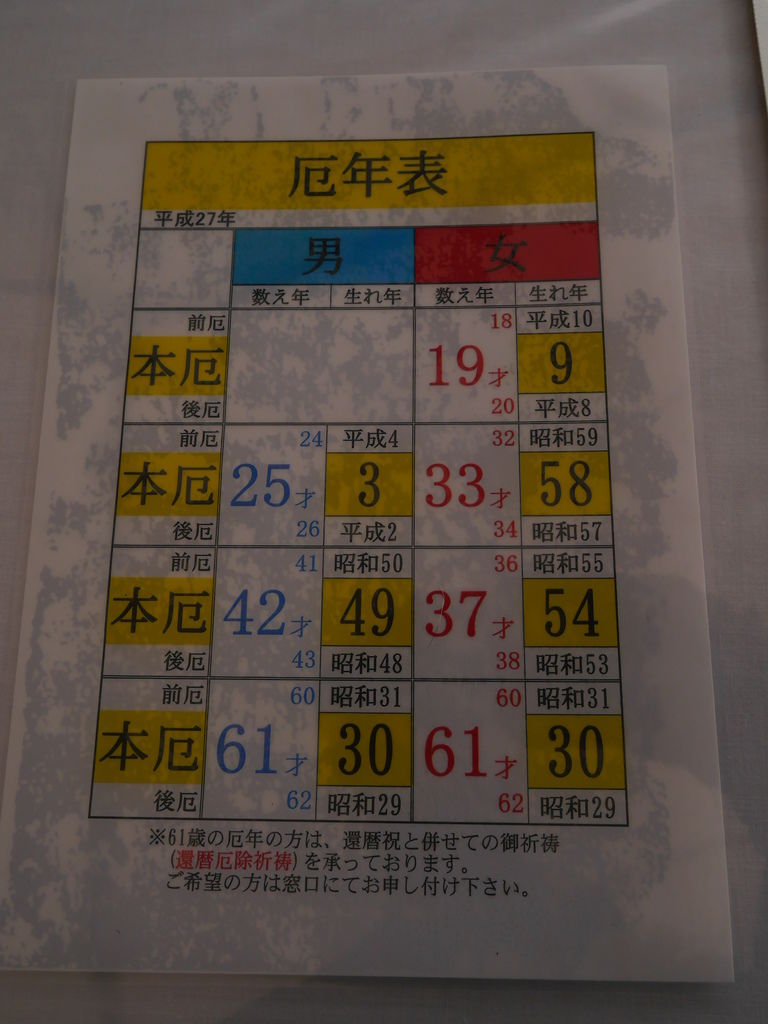 厄年表
平成27年
男 女
数え年 生れ年 数え年 生れ年
前厄 18 平成10
本厄 19才 9
後厄 20 平成8
前厄 24 平成4 32 昭和59
本厄 25才 3 33才 58
後厄 26 平成2 34 昭和57
前厄 41 昭和50 36 昭和55
本厄 42才 49 37才 54
後厄 43 昭和48 38 昭和53
前厄 60 昭和31 60 昭和31
本厄 61才 30 61才 30
後厄 62 昭和29 62 昭和29
※61歳の厄年の方は、還暦祝と併せての御祈祷
(還暦厄除祈祷)を承っております。
ご希望の方は窓口にてお申し付け下さい。